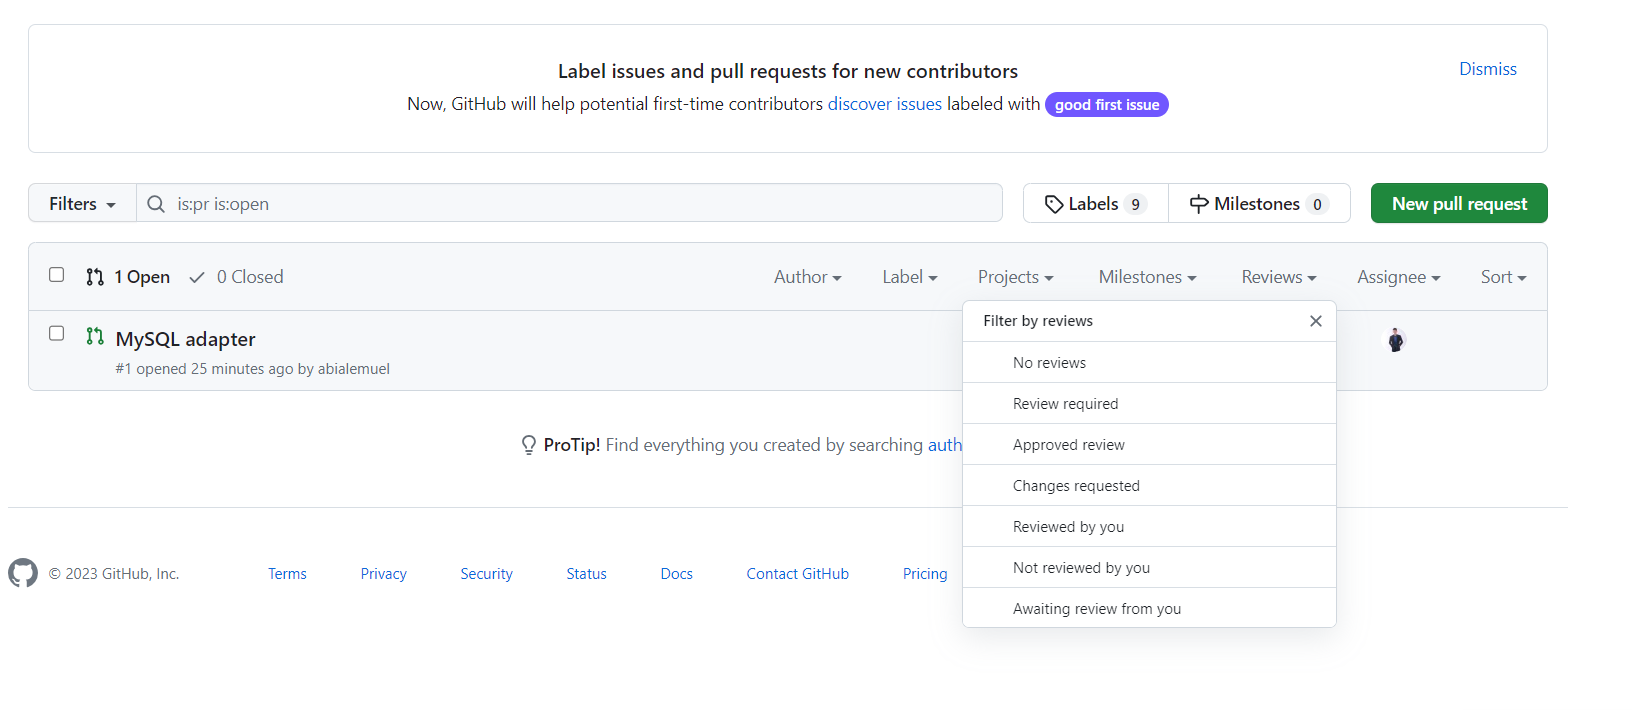 Label issues and pull requests for new contributors
Dismiss
Now, GitHub will help potential first-time contributors discover issues labeled with good first issue
Filters is:pr is:open Labels 9 Milestones 0 New pull request
1 Open 0 Closed Author Label Projects Milestones Reviews Assignee Sort
Filter by reviews
MySQL adapter
#1 opened 25 minutes ago by abialemuel
No reviews
Review required
Approved review
ProTip! Find everything you created by searching auth
Changes requested
Reviewed by you
Not reviewed by you
© 2023 GitHub, Inc. Terms Privacy Security Status Docs Contact GitHub Pricing
Awaiting review from you